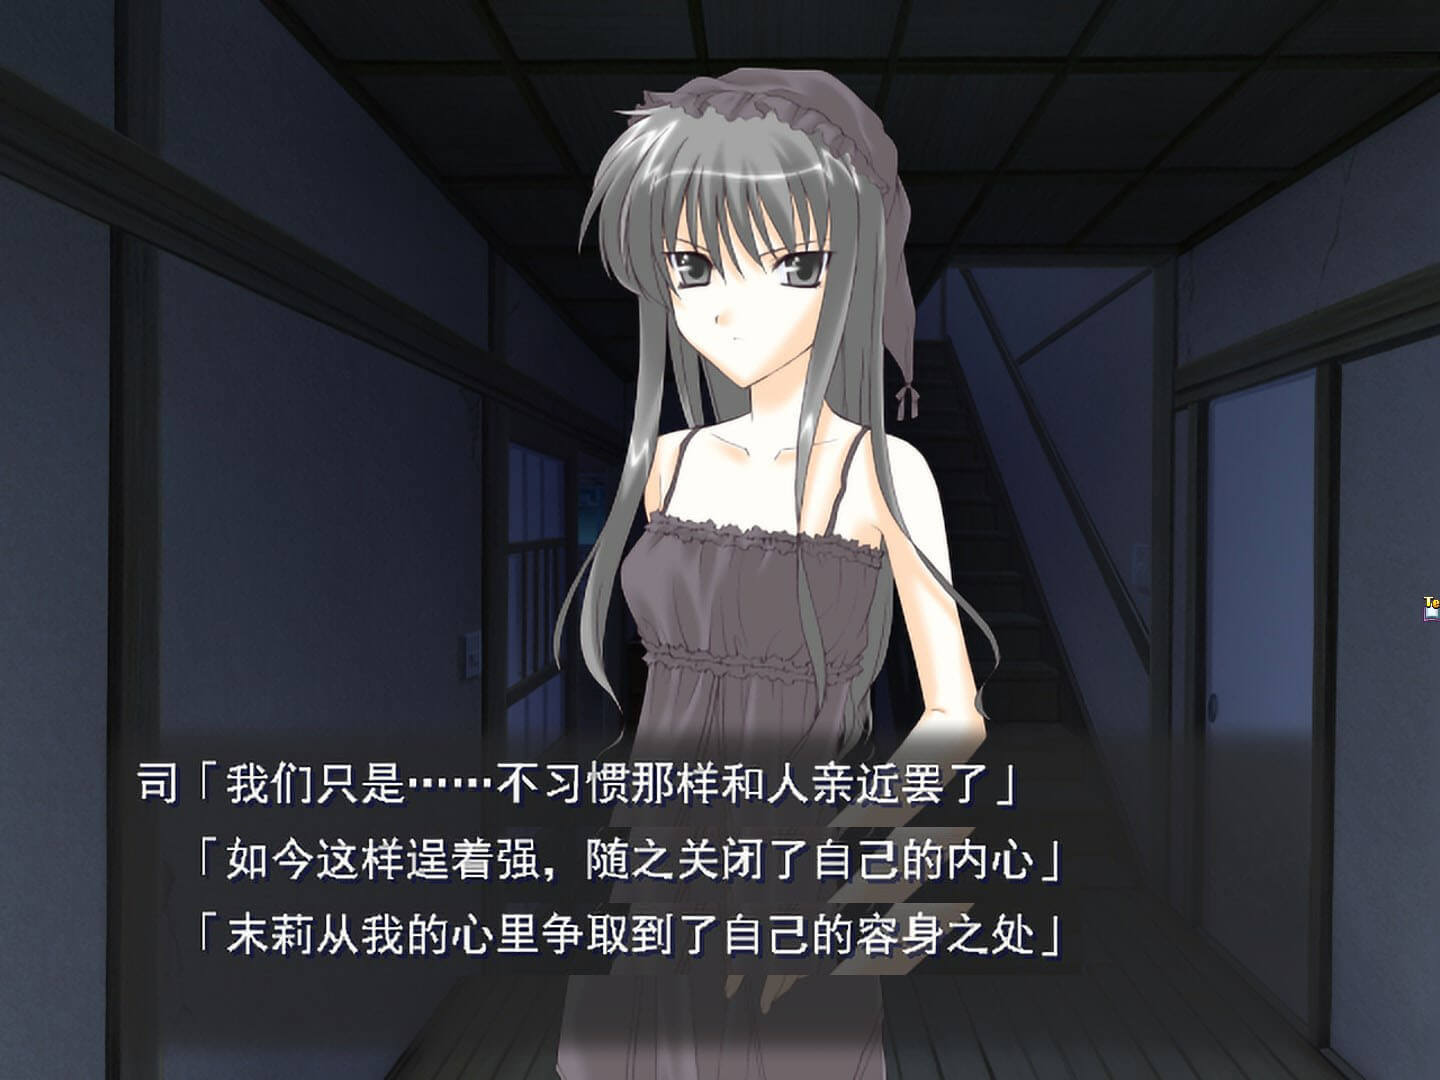 司「我们只是……不习惯那样和人亲近罢了」
「如今这样逞着强，随之关闭了自己的内心」
「末莉从我的心里争取到了自己的容身之处」
Te